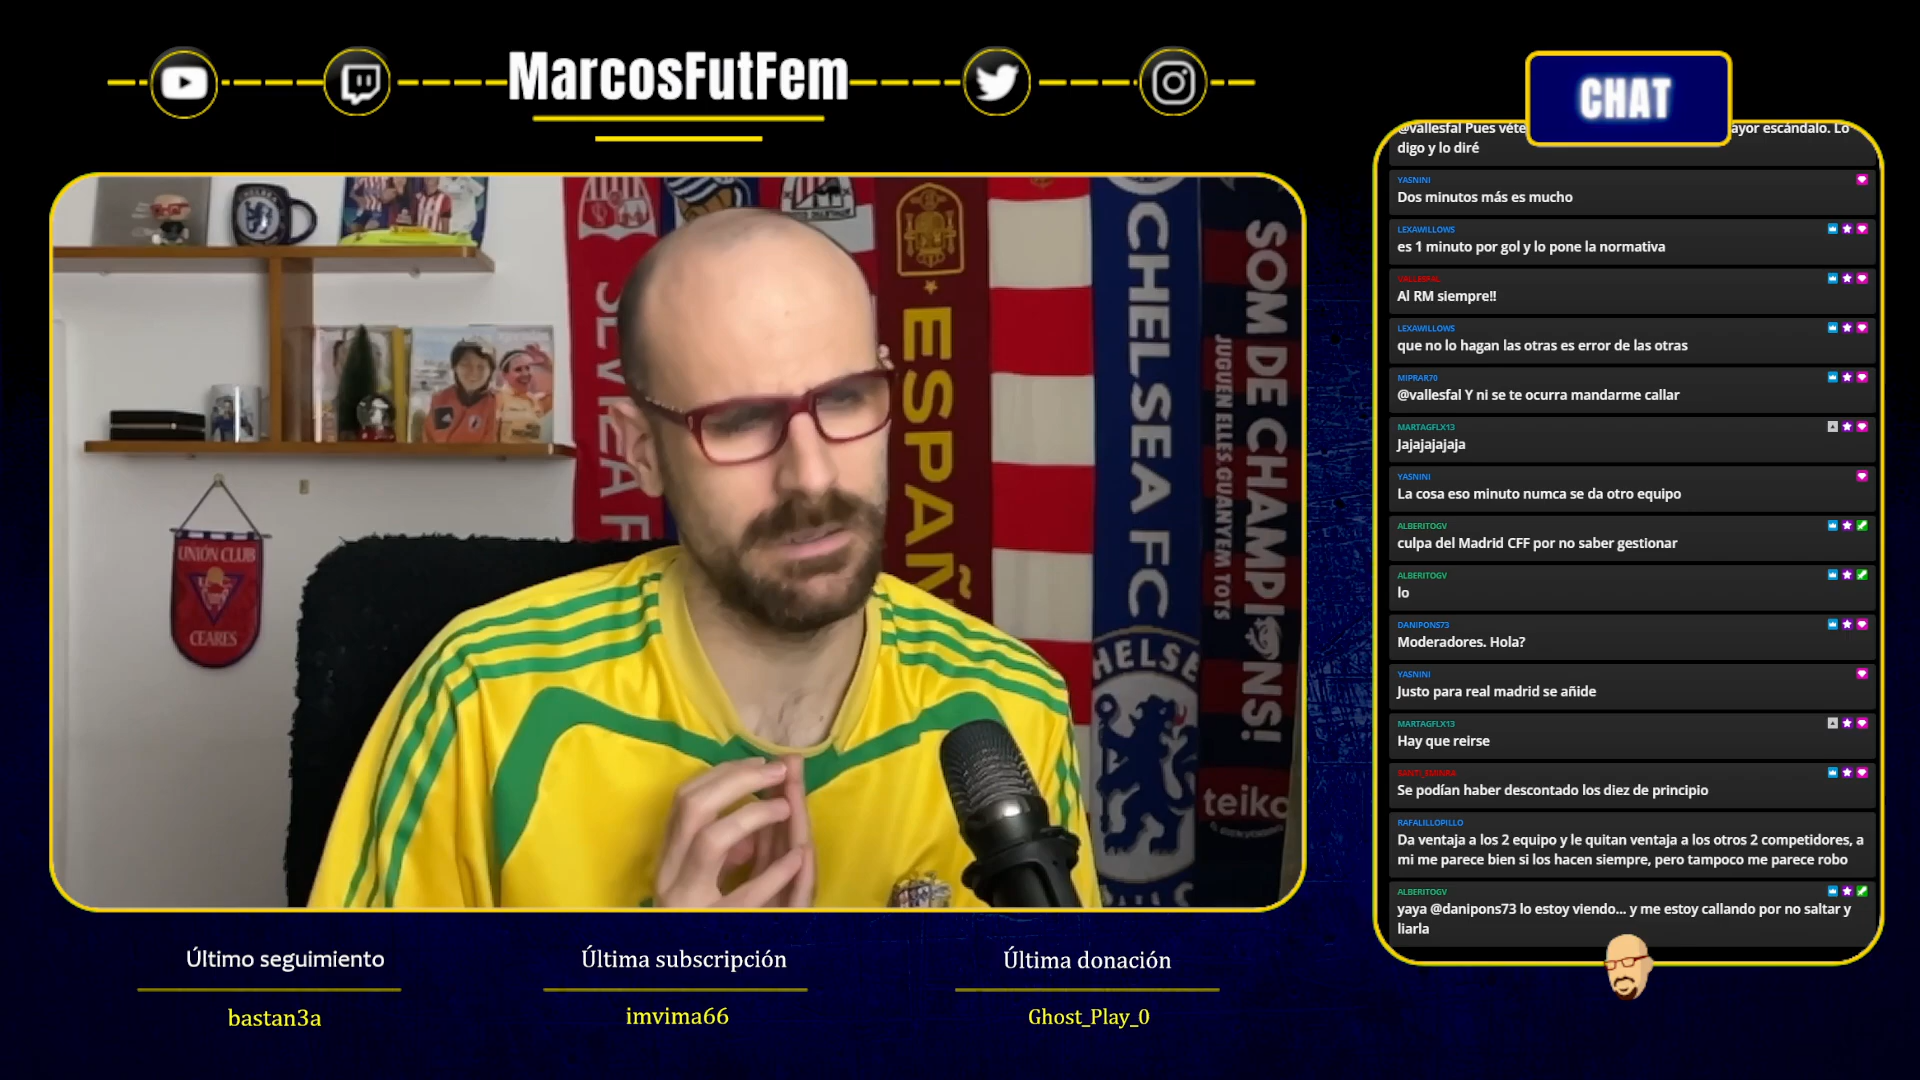 MarcosFutFem
CHAT
@vallesfal Pues véte
ayor escándalo. Lo
digo y lo diré
YASNINI
Dos minutos más es mucho
LEXAWILLOWS
es 1 minuto por gol y lo pone la normativa
VALLESFAL
Al RM siempre!!
LEXAWILLOWS
que no lo hagan las otras es error de las otras
MIPRAR70
@vallesfal Y ni se te ocurra mandarme callar
MARTAGFLX13
Jajajajajaja
YASNINI
La cosa eso minuto numca se da otro equipo
ALBERITOGV
culpa del Madrid CFF por no saber gestionar
ALBERITOGV
lo
DANIPONS73
Moderadores. Hola?
YASNINI
Justo para real madrid se añide
MARTAGFLX13
Hay que reirse
Se podían haber descontado los diez de principio
RAFALILLOPILLO
Da ventaja a los 2 equipo y le quitan ventaja a los otros 2 competidores, a
mi me parece bien si los hacen siempre, pero tampoco me parece robo
ALBERITOGV
yaya @danipons73 lo estoy viendo... y me estoy callando por no saltar y
liarla
SEVILLA F
ESPAÑ
CHELSEA FC
HELSE
SOM DE CHAMPIONS!
JUGUEN ELLES, GUANYEM TOTS
teiko
UNIÓN CLUB
CEARES
Último seguimiento
bastan3a
Última subscripción
imvima66
Última donación
Ghost_Play_0